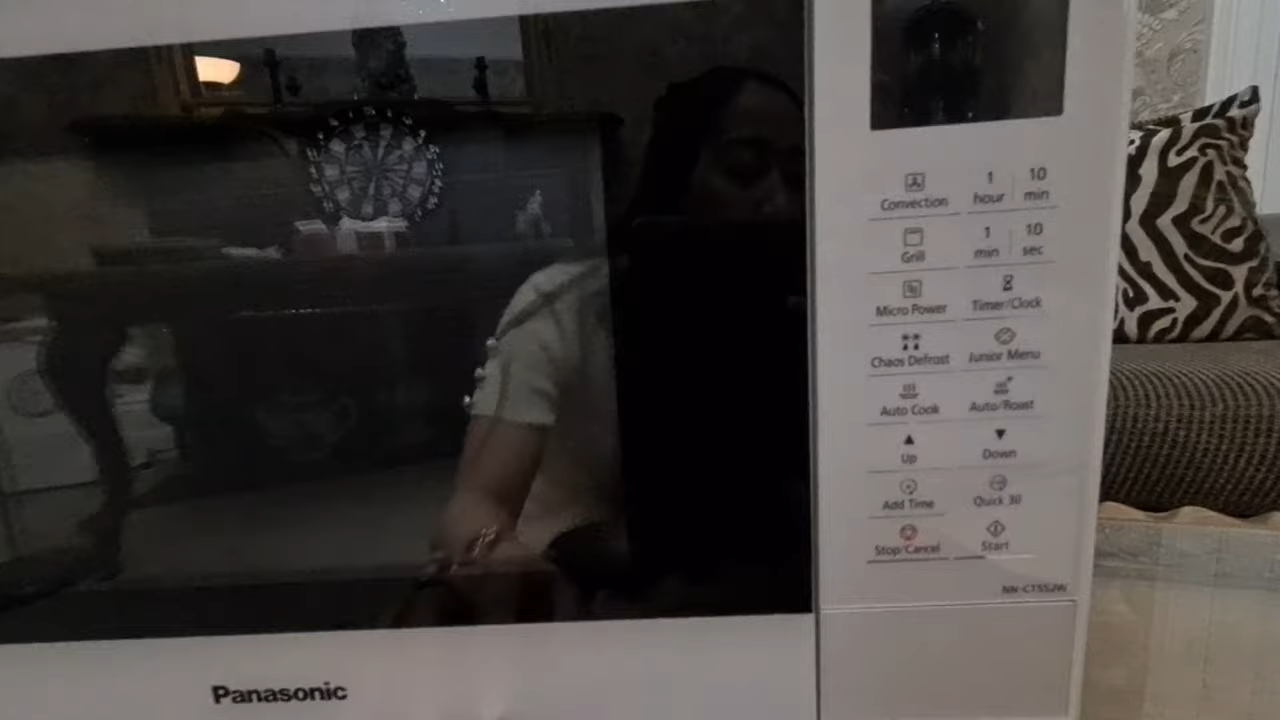 Convection
1 hour
10 min
Grill
1 min
10 sec
Micro Power
Timer/Clock
Chaos Defrost
Junior Menu
Auto Cook
Auto/Roast
Up
Down
Add Time
Quick 30
Stop/Cancel
Start
NN-CT55JW
Panasonic